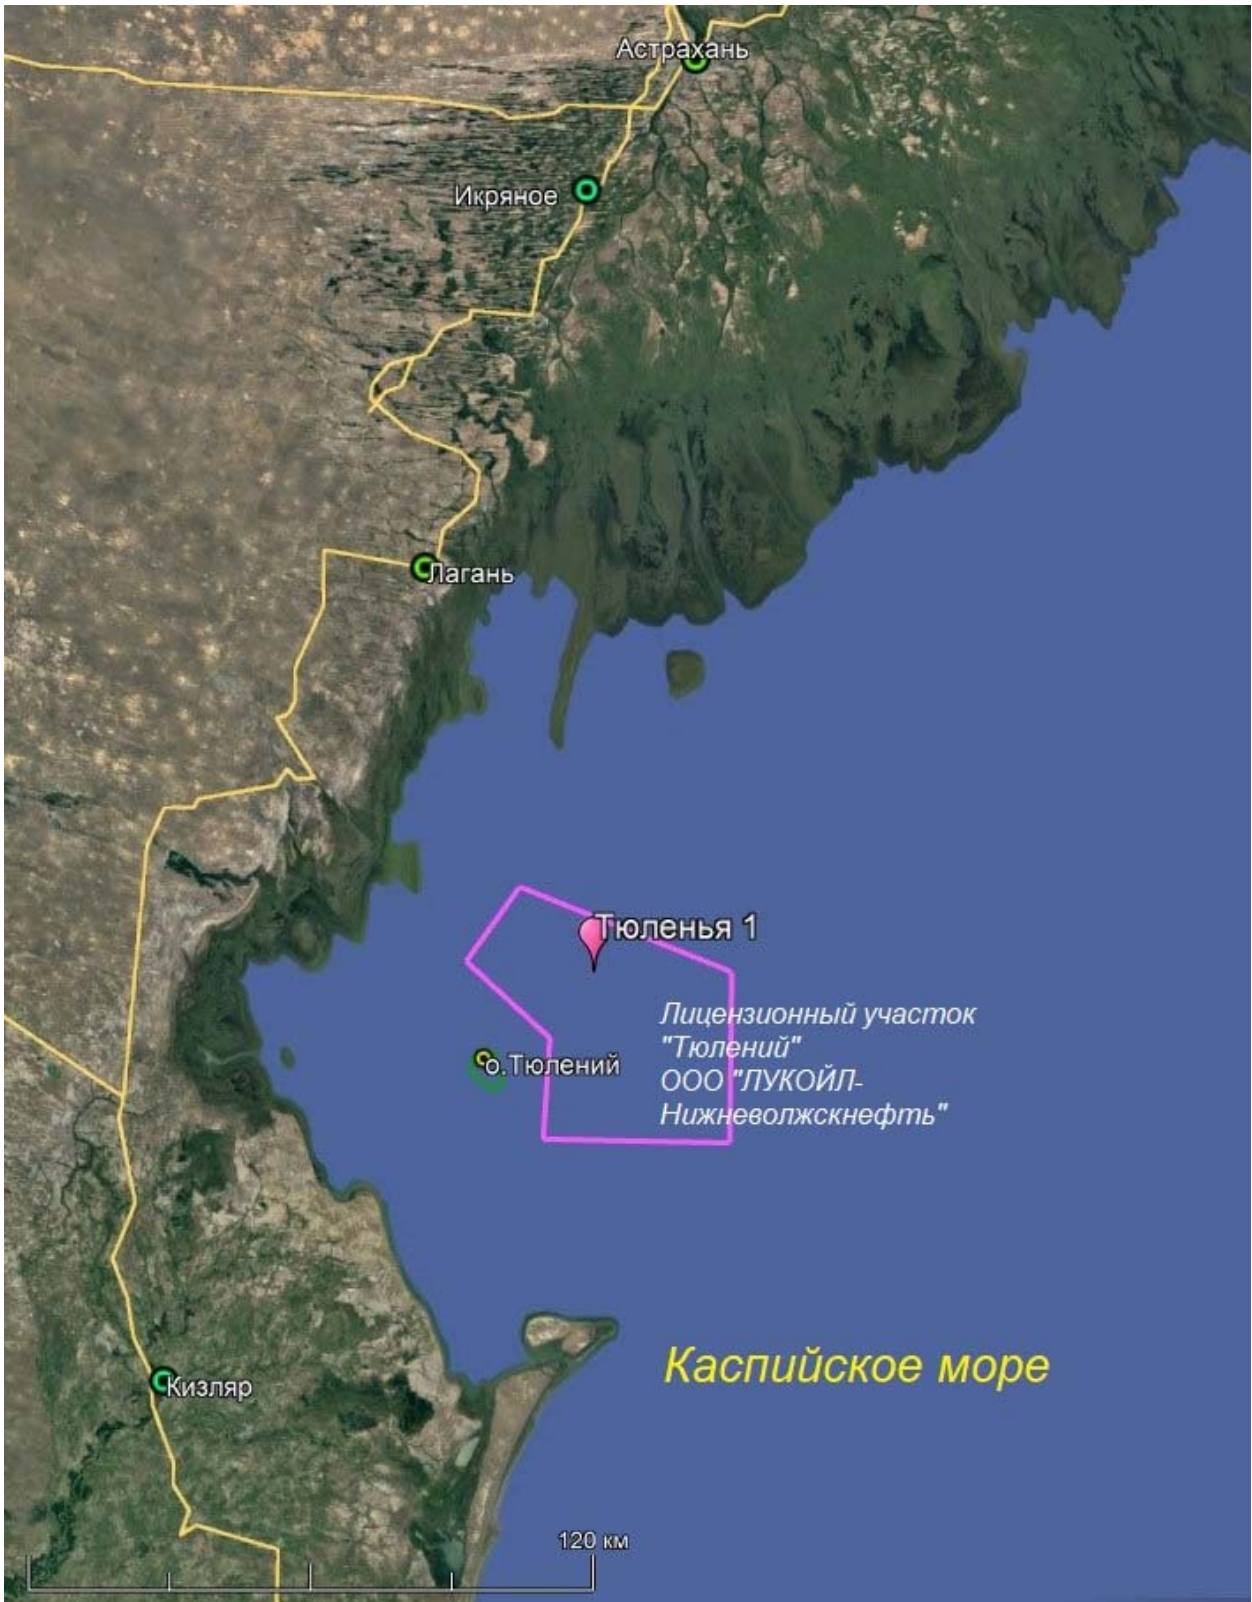 Астрахань
Икряное
Лагань
Тюленья 1
Лицензионный участок
"Тюлений"
о.Тюлений
ООО "ЛУКОЙЛ-
Нижневолжскнефть"
Каспийское море
Кизляр
120 км